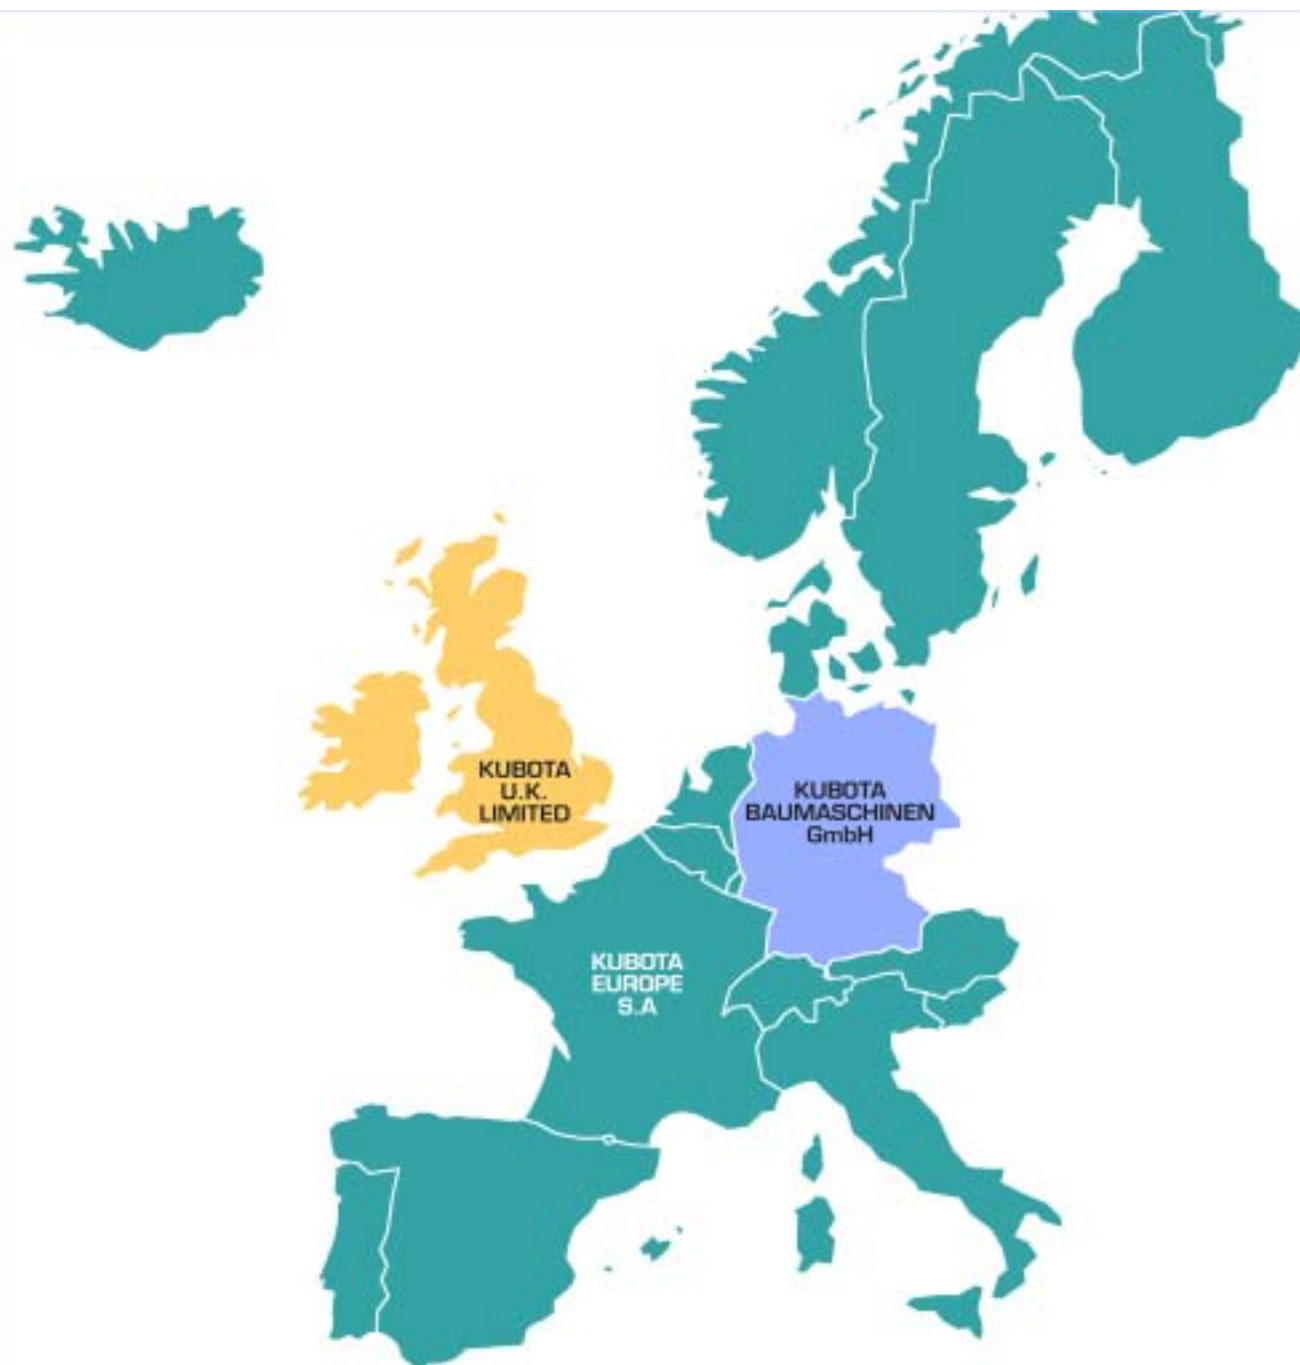 KUBOTA
U.K.
LIMITED
KUBOTA
BAUMASCHINEN
GmbH
KUBOTA
EUROPE
S.A